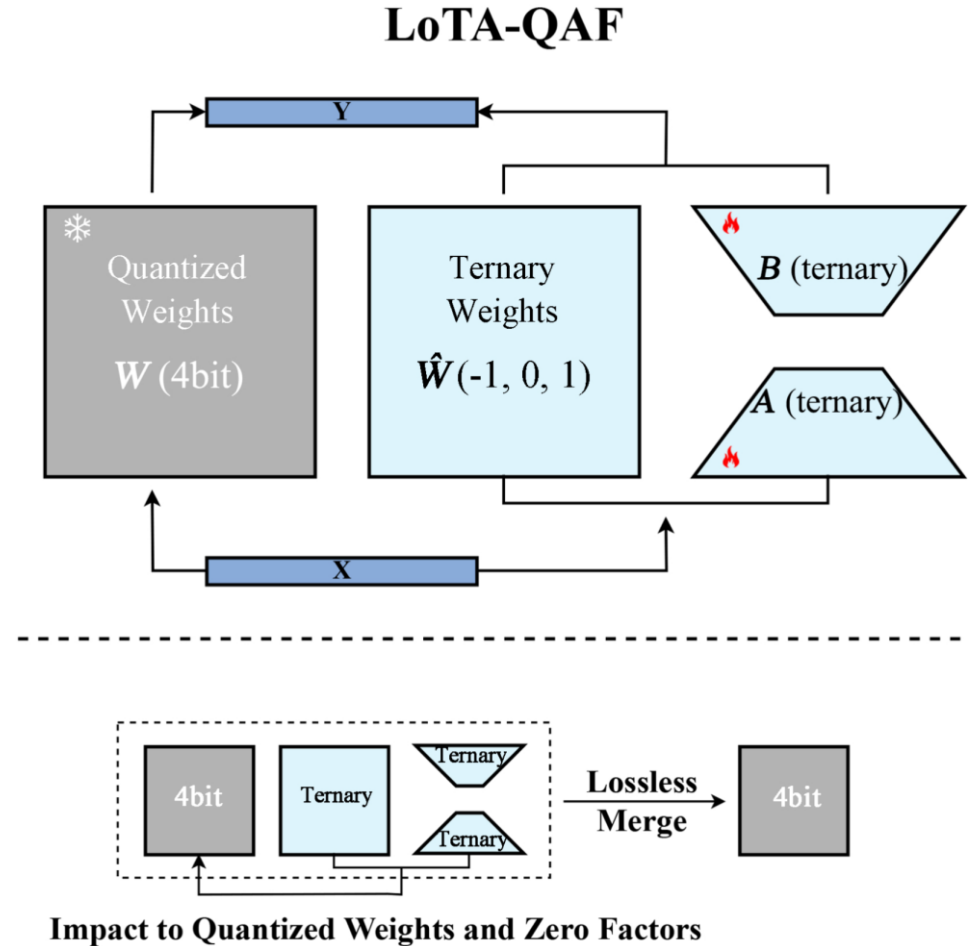 LoTA-QAF
Y
Quantized
Weights
W (4bit)
Ternary
Weights
Ŵ(-1, 0, 1)
B (ternary)
A (ternary)
X
4bit
Ternary
Ternary
Ternary
Lossless
Merge
4bit
Impact to Quantized Weights and Zero Factors